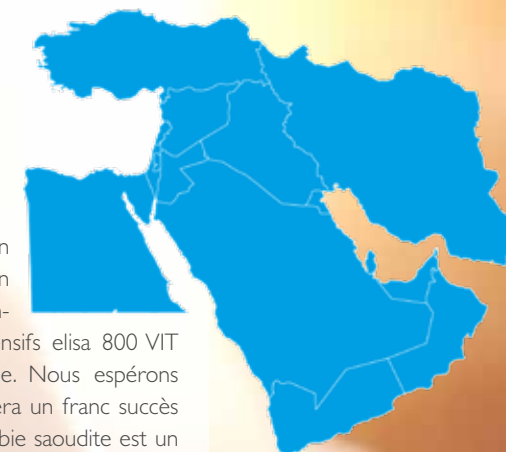 n
n
n-
nsifs elisa 800 VIT
e. Nous espérons
era un franc succès
bie saoudite est un